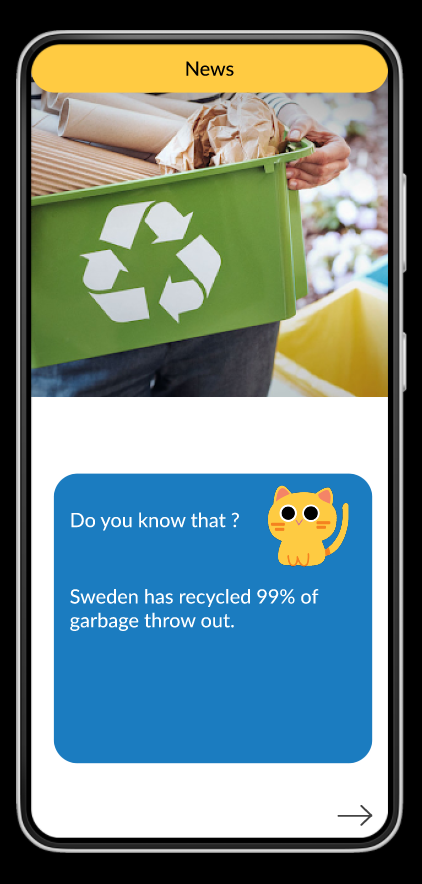 News
Do you know that ?
Sweden has recycled 99% of
garbage throw out.